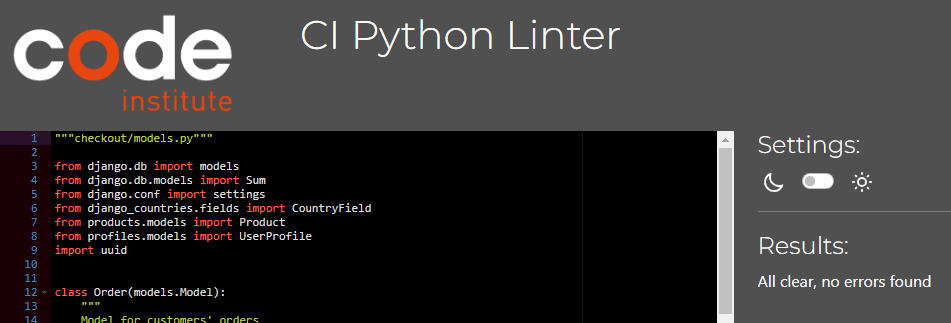 code
institute
CI Python Linter
1 """checkout/models.py"""
2
3 from django.db import models
4 from django.db.models import Sum
5 from django.conf import settings
6 from django_countries.fields import CountryField
7 from products.models import Product
8 from profiles.models import UserProfile
9 import uuid
10
11
12 class Order(models.Model):
13 """
14 Model for customers' orders
Settings:
Results:
All clear, no errors found